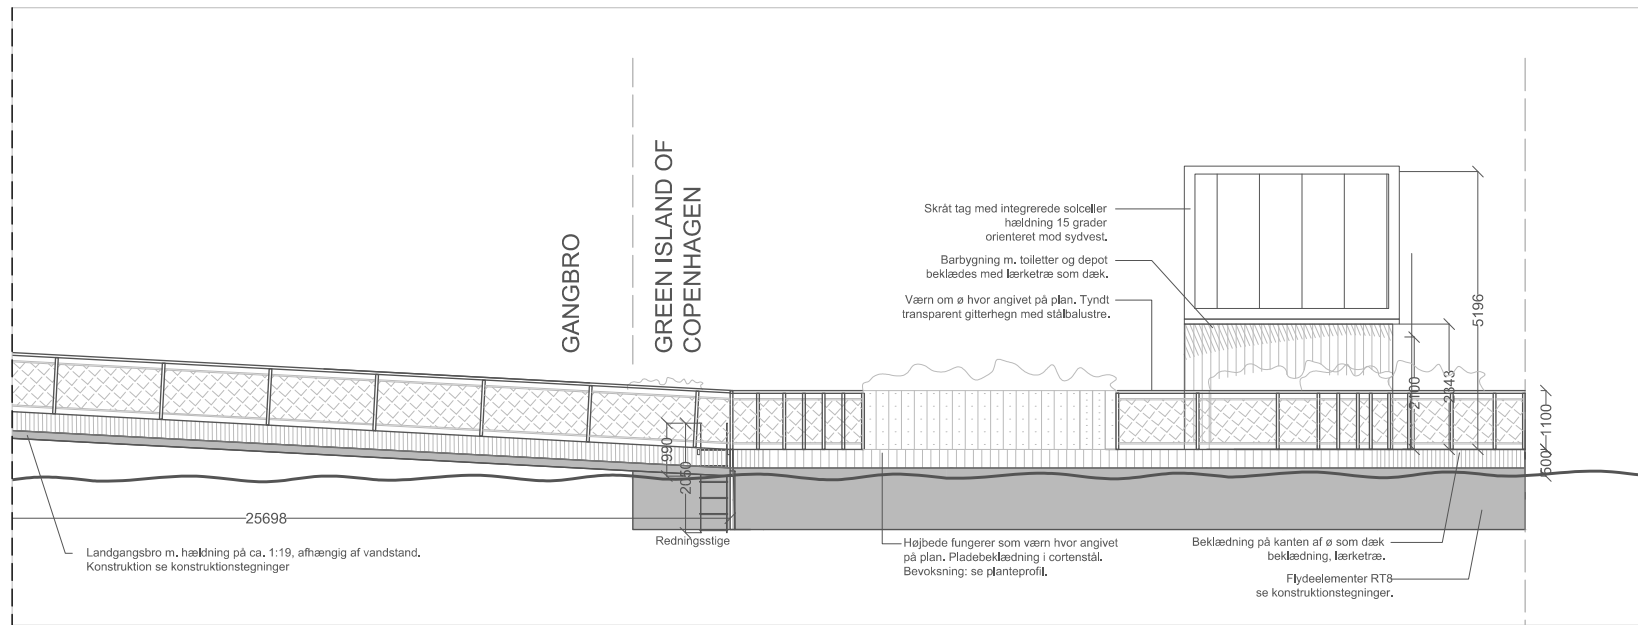 GANGBRO
GREEN ISLAND OF
COPENHAGEN
Skråt tag med integrerede solceller
hældning 15 grader
orienteret mod sydvest.
Barbygning m. toiletter og depot
beklædes med lærketræ som dæk.
Værn om ø hvor angivet på plan. Tyndt
transparent gitterhegn med stålbalustre.
5196
2343
2100
1100
500
990
2050
25698
Landgangsbro m. hældning på ca. 1:19, afhængig af vandstand.
Konstruktion se konstruktionstegninger
Redningsstige
Højbede fungerer som værn hvor angivet
på plan. Pladebeklædning i cortenstål.
Bevoksning: se planteprofil.
Beklædning på kanten af ø som dæk
beklædning, lærketræ.
Flydeelementer RT8
se konstruktionstegninger.